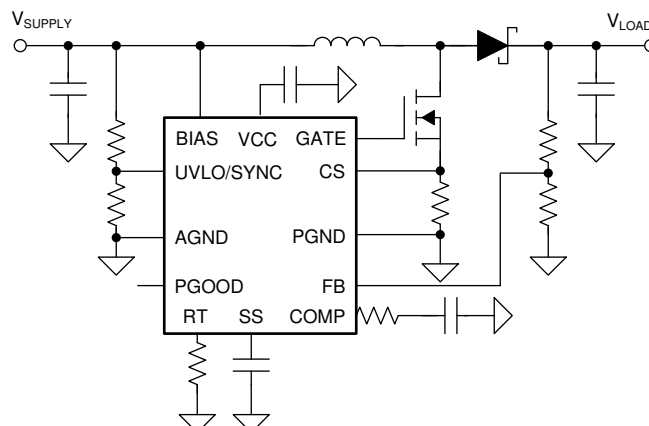 VSUPPLY
VLOAD
BIAS VCC GATE
UVLO/SYNC CS
AGND PGND
PGOOD FB
RT SS COMP